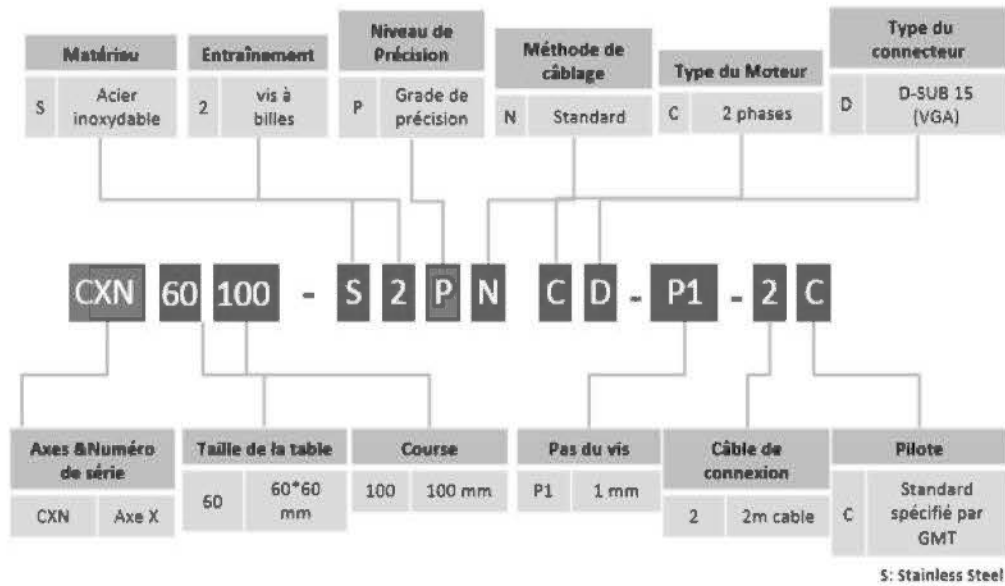 Matériau
S
Acier
inoxydable
Entraînement
2
vis à
billes
Niveau de
Précision
P
Grade de
précision
Méthode de
câblage
N
Standard
Type du Moteur
C
2 phases
Type du
connecteur
D
D-SUB 15
(VGA)
CXN 60 100 - S 2 P N C D - P1 - 2 C
Axes &Numéro
de série
CXN
Axe X
Taille de la table
60
60*60
mm
Course
100
100 mm
Pas du vis
P1
1 mm
Câble de
connexion
2
2m cable
Pilote
C
Standard
spécifié par
GMT
S: Stainless Steel